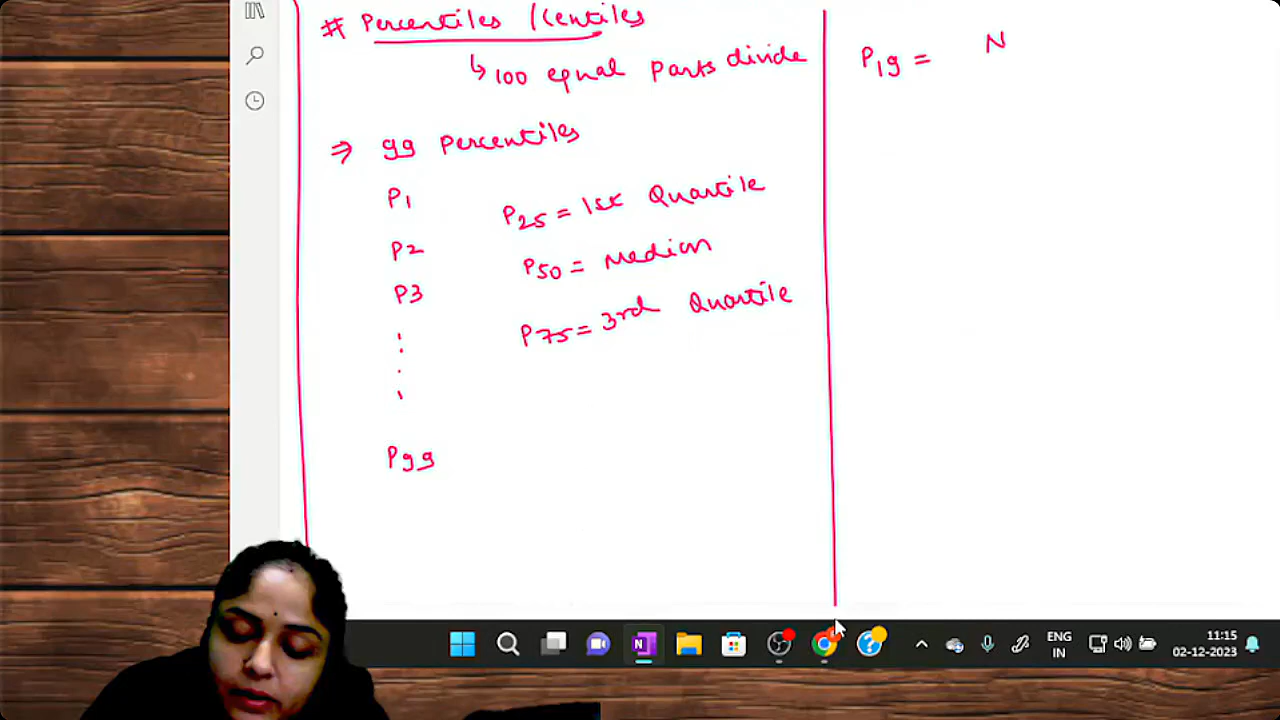 # Percentiles / Centiles
↳ 100 equal parts divide
⇒ 99 percentiles
P1
P25 = 1st Quartile
P2
P50 = Median
P3
P75 = 3rd Quartile
P99
P19 = N
ENG
IN
11:15
02-12-2023